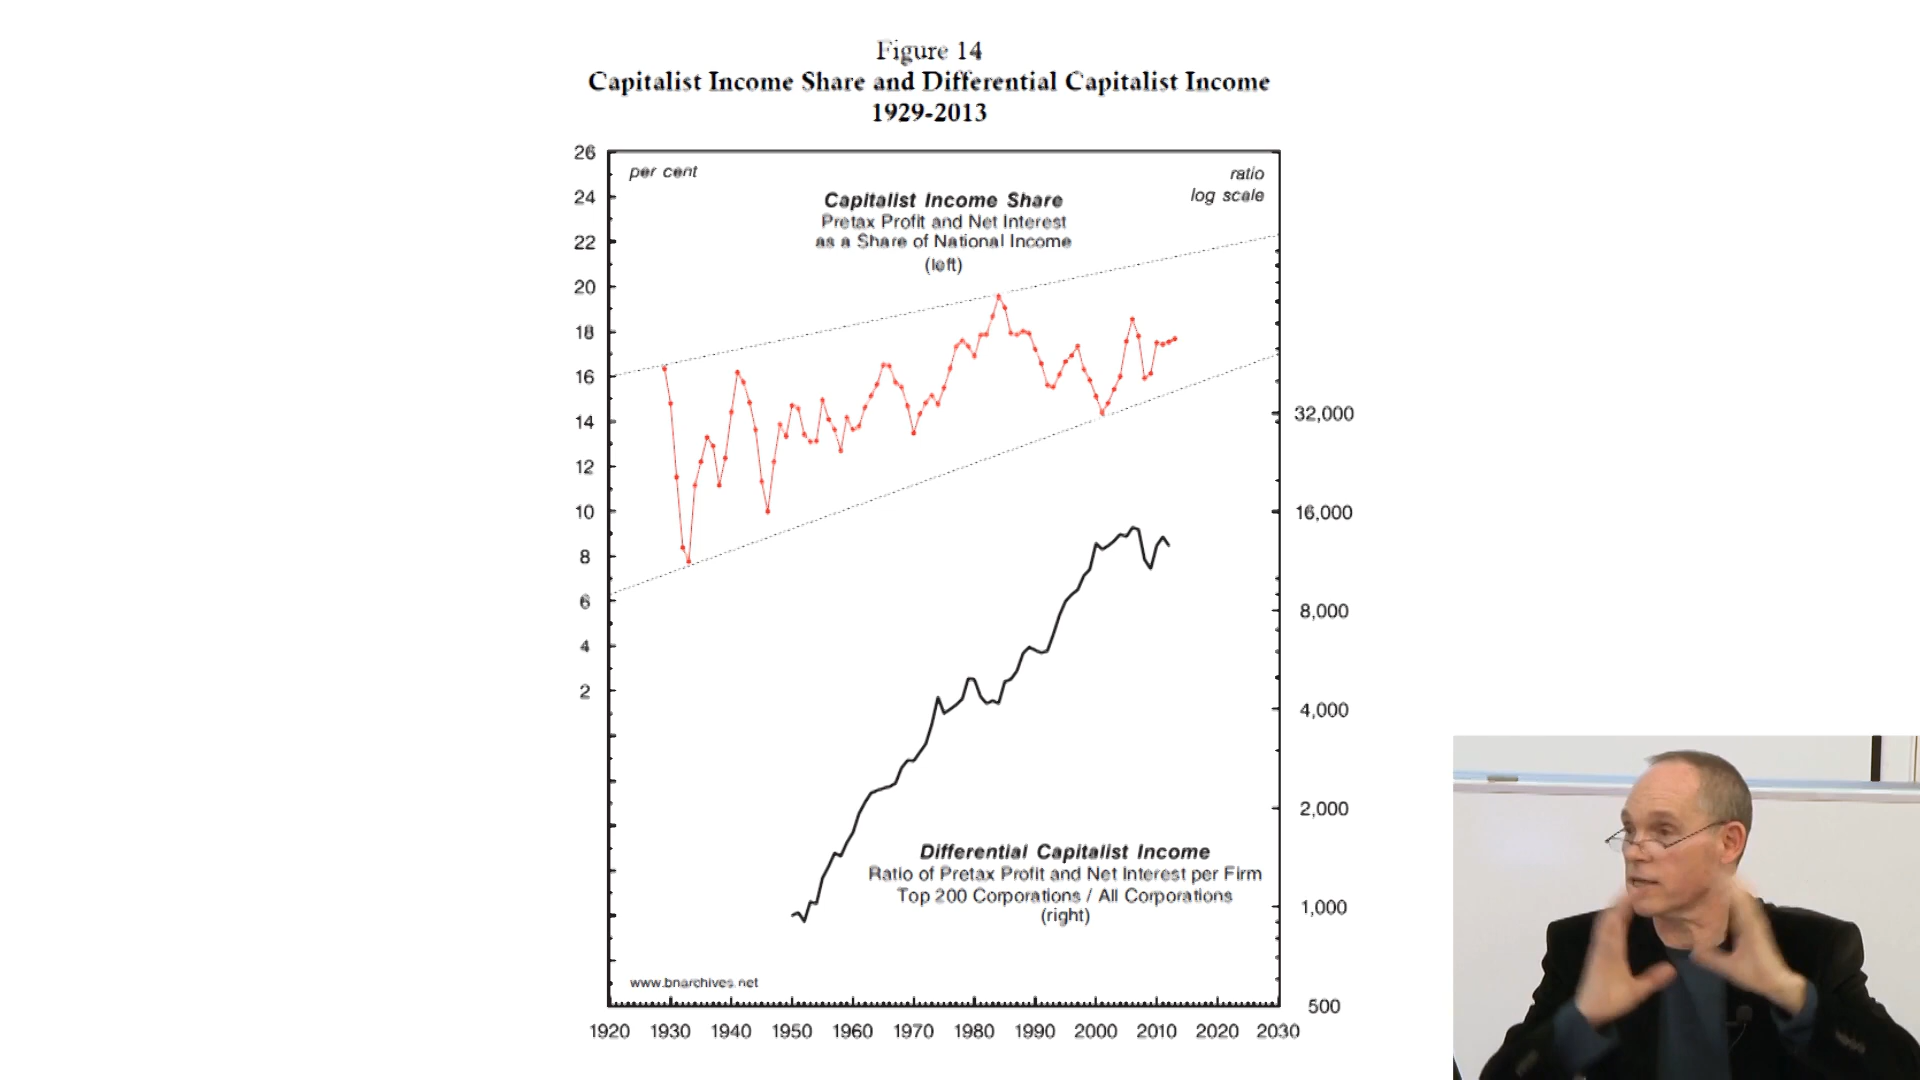 Figure 14
Capitalist Income Share and Differential Capitalist Income
1929-2013
26
24
22
20
18
16
14
12
10
8
6
4
2
per cent
ratio
log scale
Capitalist Income Share
Pretax Profit and Net Interest
as a Share of National Income
(left)
32,000
16,000
8,000
4,000
2,000
1,000
500
Differential Capitalist Income
Ratio of Pretax Profit and Net Interest per Firm
Top 200 Corporations / All Corporations
(right)
www.bnarchives.net
1920 1930 1940 1950 1960 1970 1980 1990 2000 2010 2020 2030